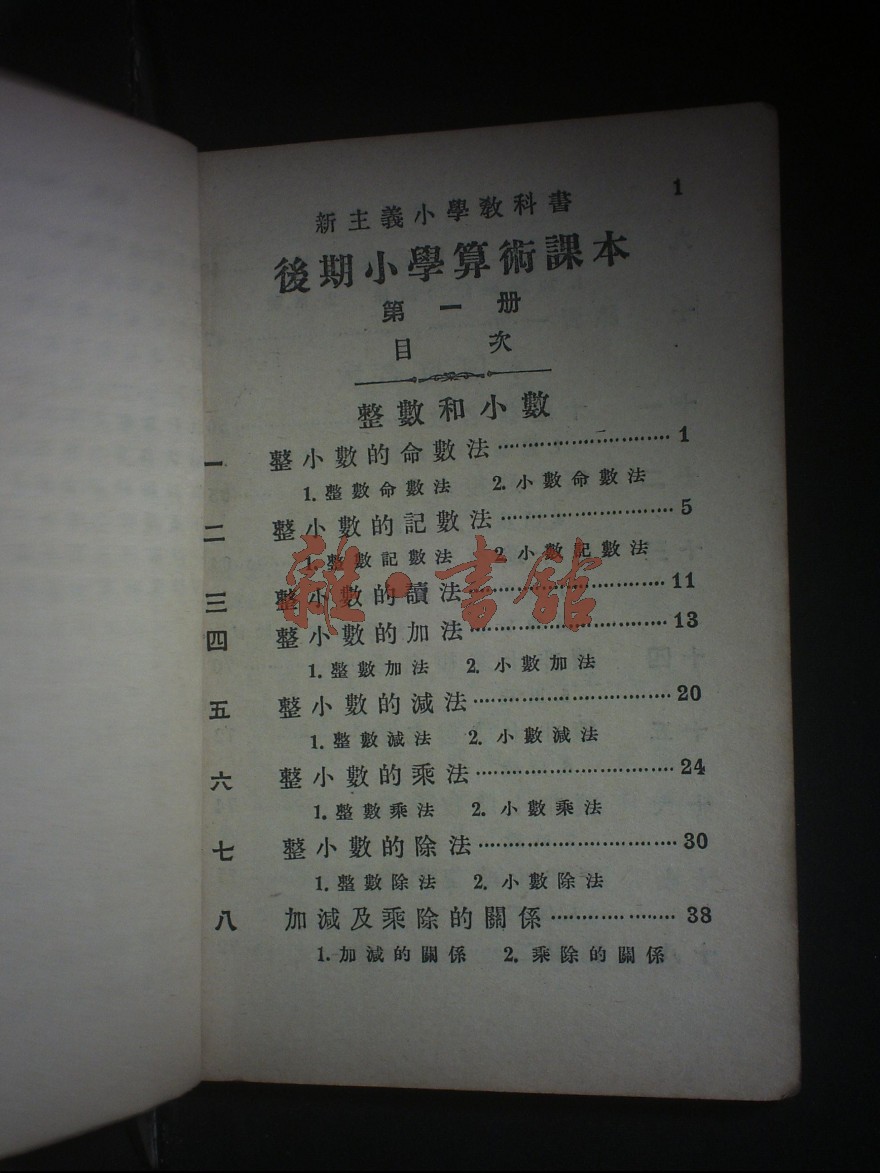 1
新主義小學教科書
後期小學算術課本
第一册
目次
整數和小數
一 整小數的命數法……………………………1
1. 整數命數法 2. 小數命數法
二 整小數的記數法……………………………5
1. 整數記數法 2. 小數記數法
三 整小數的讀法……………………………11
四 整小數的加法……………………………13
1. 整數加法 2. 小數加法
五 整小數的減法……………………………20
1. 整數減法 2. 小數減法
六 整小數的乘法……………………………24
1. 整數乘法 2. 小數乘法
七 整小數的除法……………………………30
1. 整數除法 2. 小數除法
八 加減及乘除的關係…………………38
1. 加減的關係 2. 乘除的關係
雜·書館